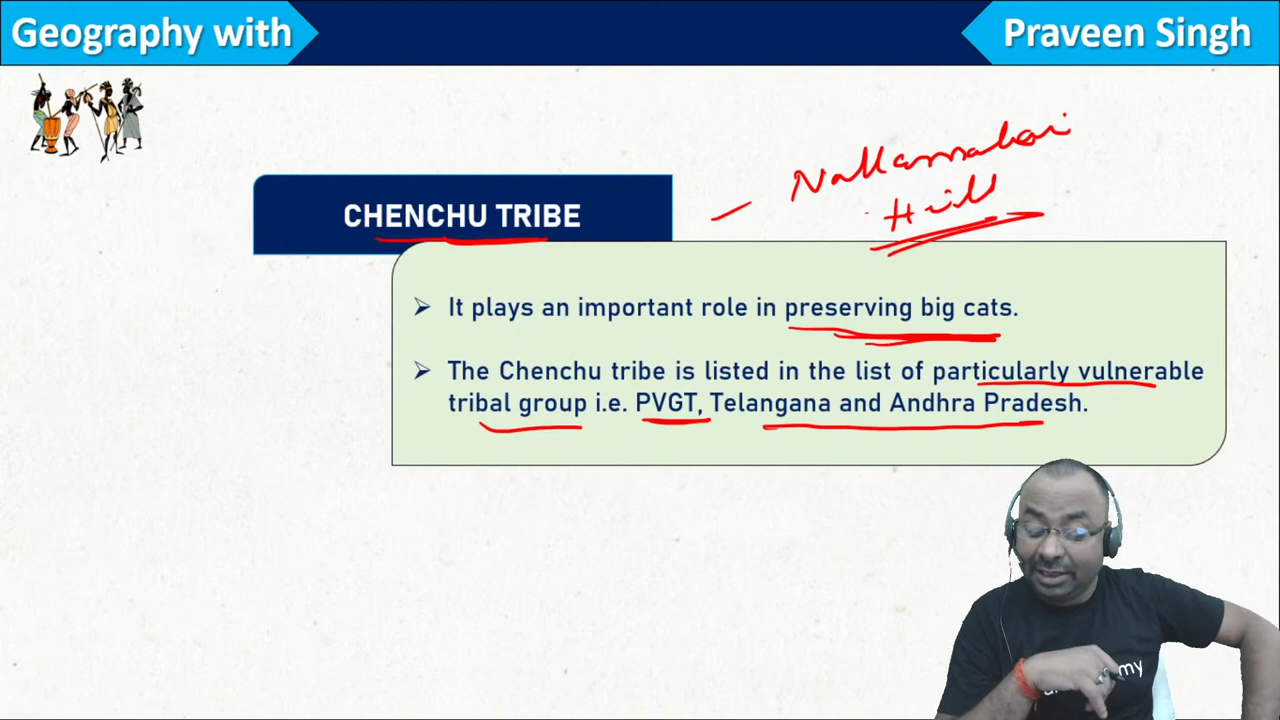 Geography with
Praveen Singh
Hill
CHENCHU TRIBE
➢ It plays an important role in preserving big cats.
➢ The Chenchu tribe is listed in the list of particularly vulnerable
tribal group i.e. PVGT, Telangana and Andhra Pradesh.
my